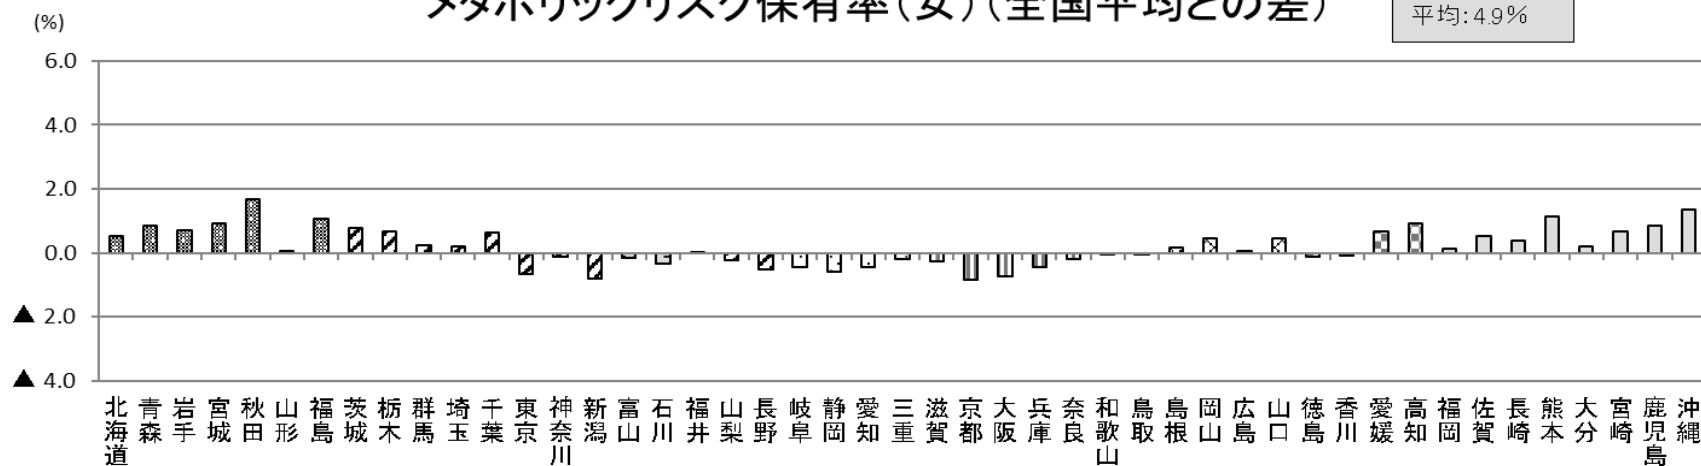 メタボリックリスク保有率(女)(全国平均との差)
平均:4.9%
(%)
6.0
4.0
2.0
0.0
▲ 2.0
▲ 4.0
北海道
青森
岩手
宮城
秋田
山形
福島
茨城
栃木
群馬
埼玉
千葉
東京
神奈川
新潟
富山
石川
福井
山梨
長野
岐阜
静岡
愛知
三重
滋賀
京都
大阪
兵庫
奈良
和歌山
鳥取
島根
岡山
広島
山口
徳島
香川
愛媛
高知
福岡
佐賀
長崎
熊本
大分
宮崎
鹿児島
沖縄